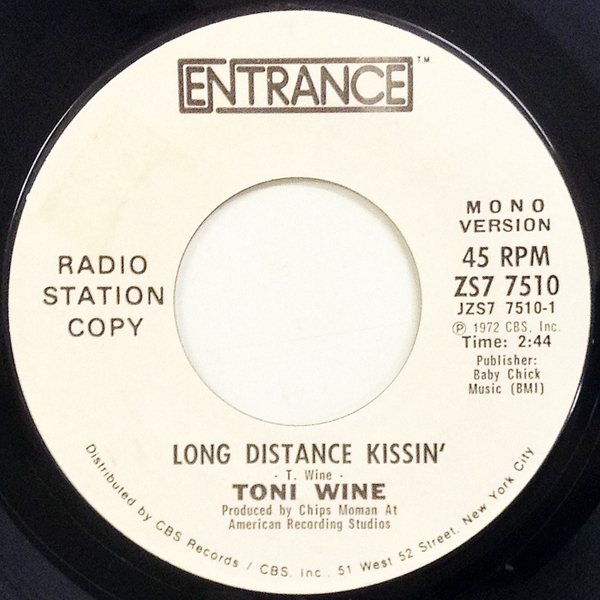 ENTRANCE T.M.
RADIO
STATION
COPY
MONO
VERSION
45 RPM
ZS7 7510
JZS7 7510-1
Ⓟ 1972 CBS, Inc.
Time: 2:44
Publisher:
Baby Chick
Music (BMI)
LONG DISTANCE KISSIN'
- T. Wine -
TONI WINE
Produced by Chips Moman At
American Recording Studios
Distributed by CBS Records / CBS, Inc., 51 West 52 Street, New York City